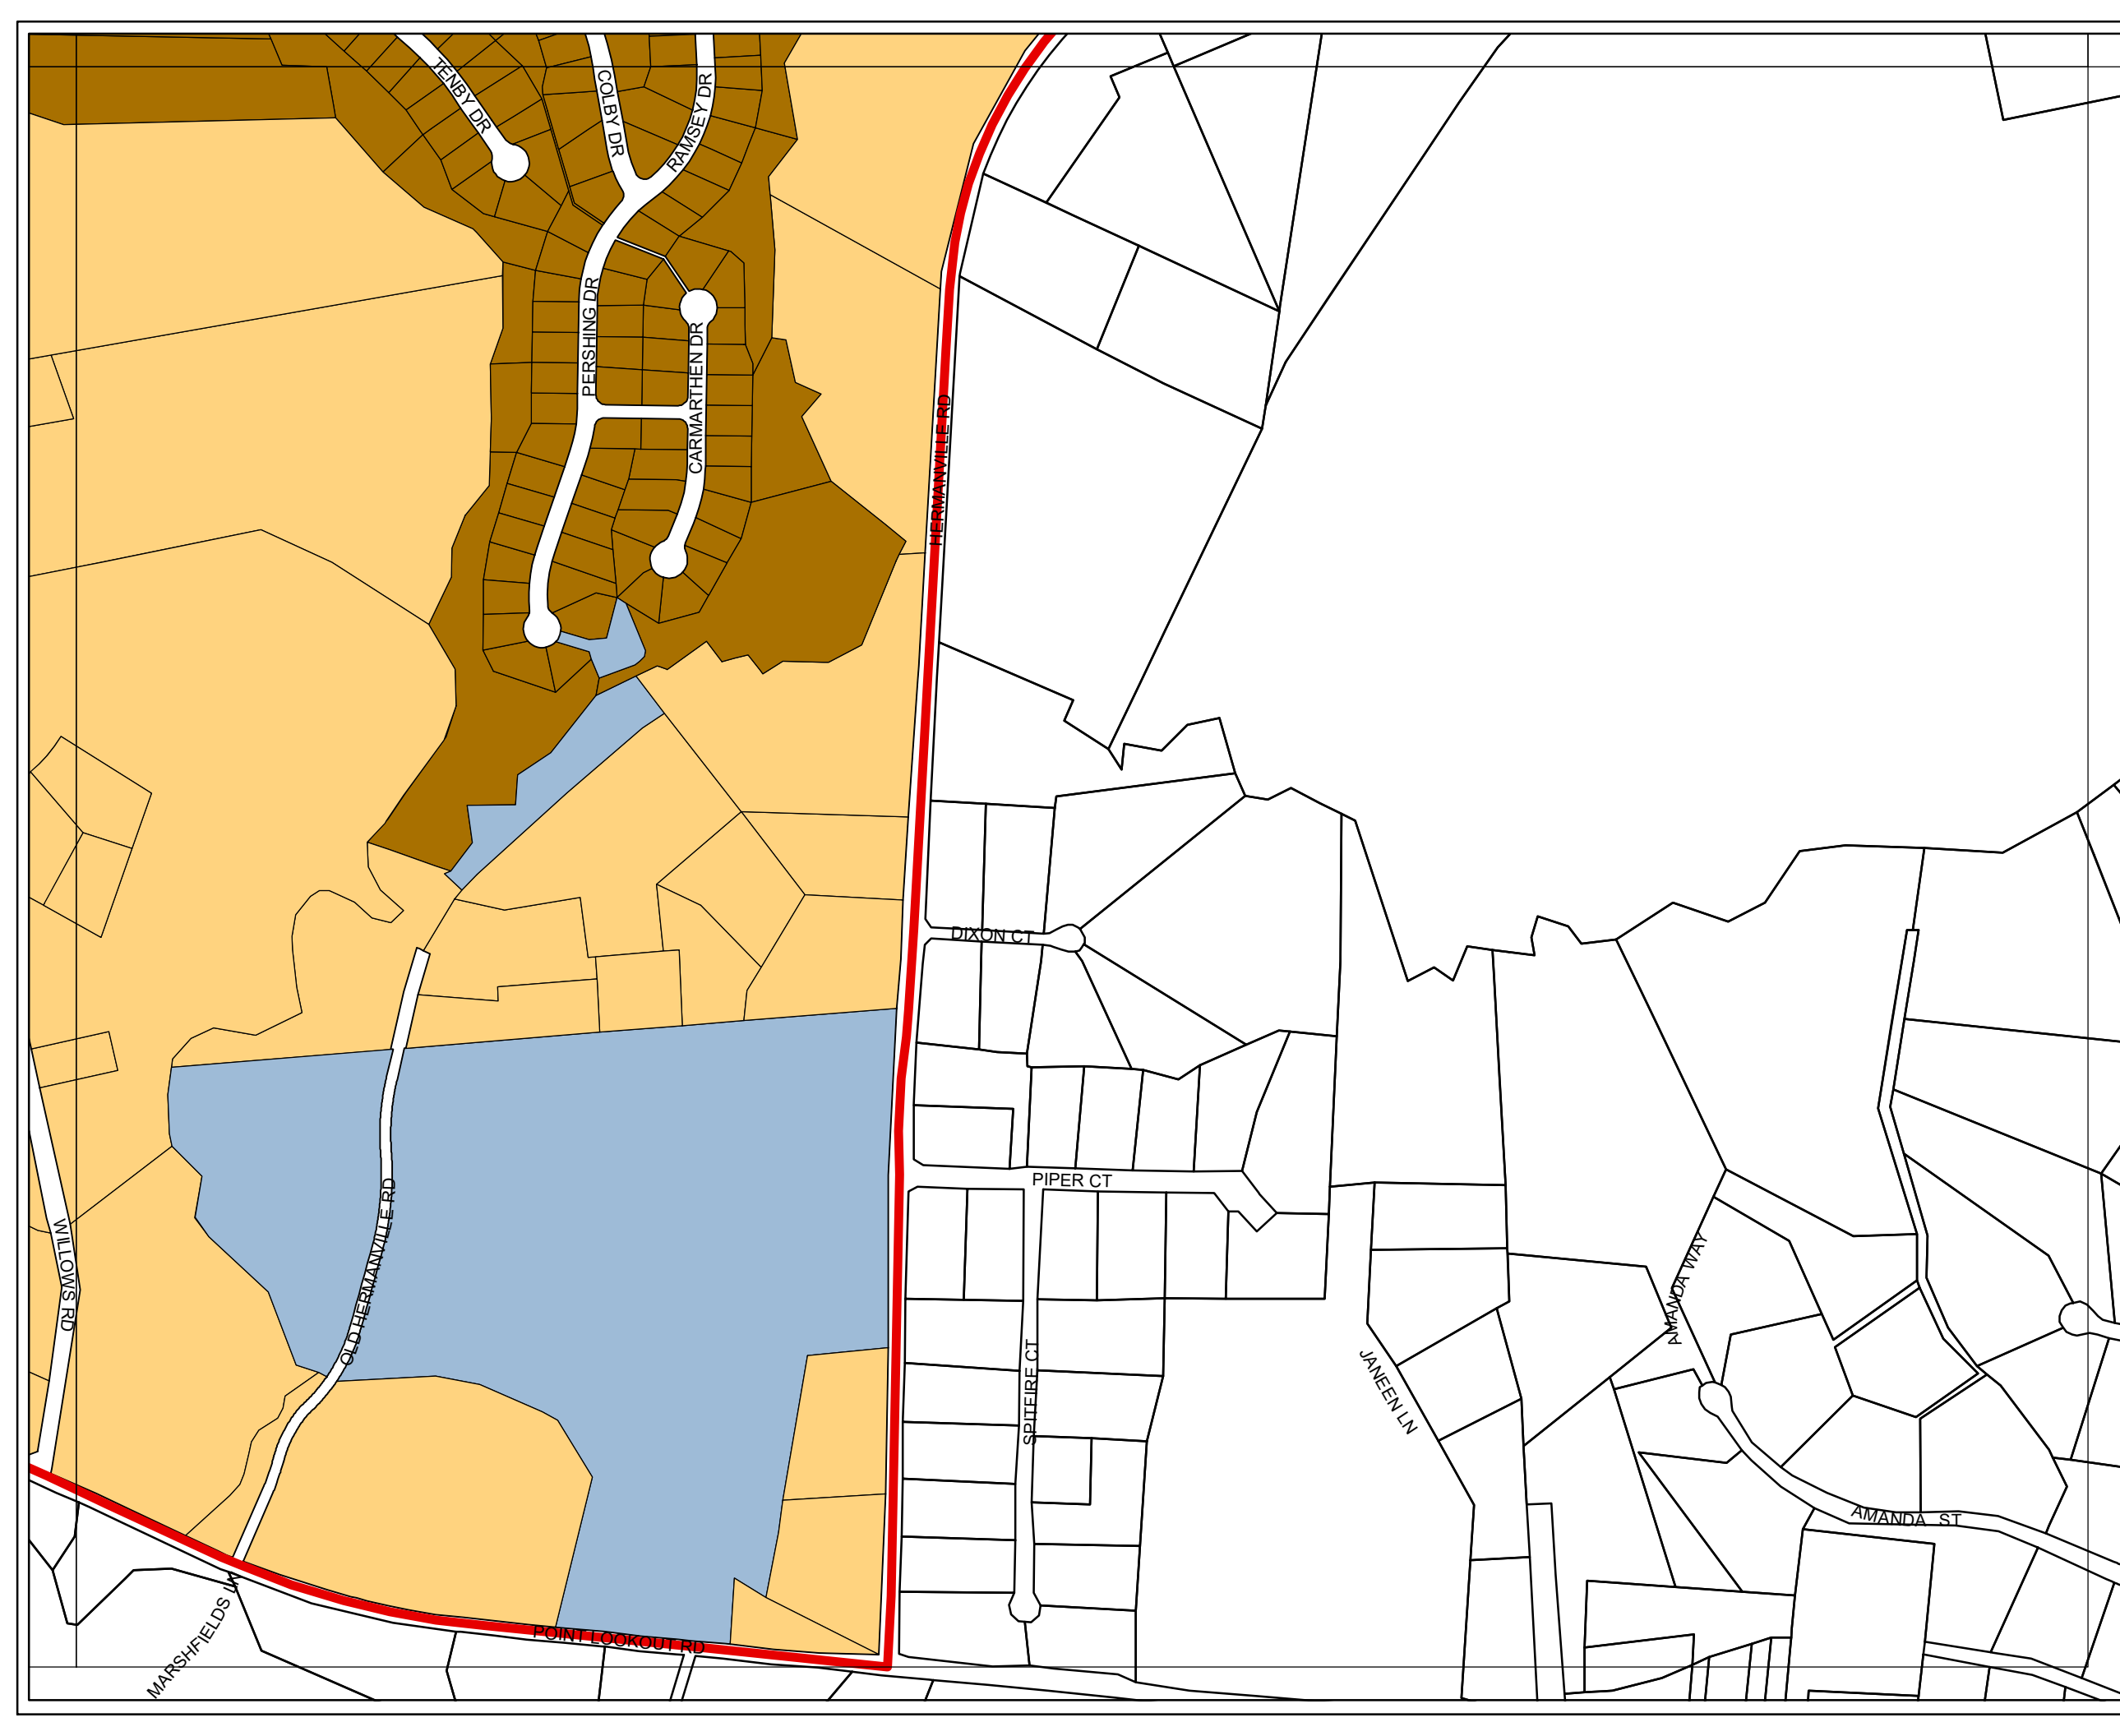 TENBY DR
COLBY DR
RAMSEY DR
PERSHING DR
CARMARTHEN DR
HERMANVILLE RD
DIXON CT
PIPER CT
WILLOWS RD
OLD HERMANVILLE RD
AMANDA WAY
SPITFIRE CT
JANEEN LN
AMANDA ST
MARSHFIELDS LN
POINT LOOKOUT RD